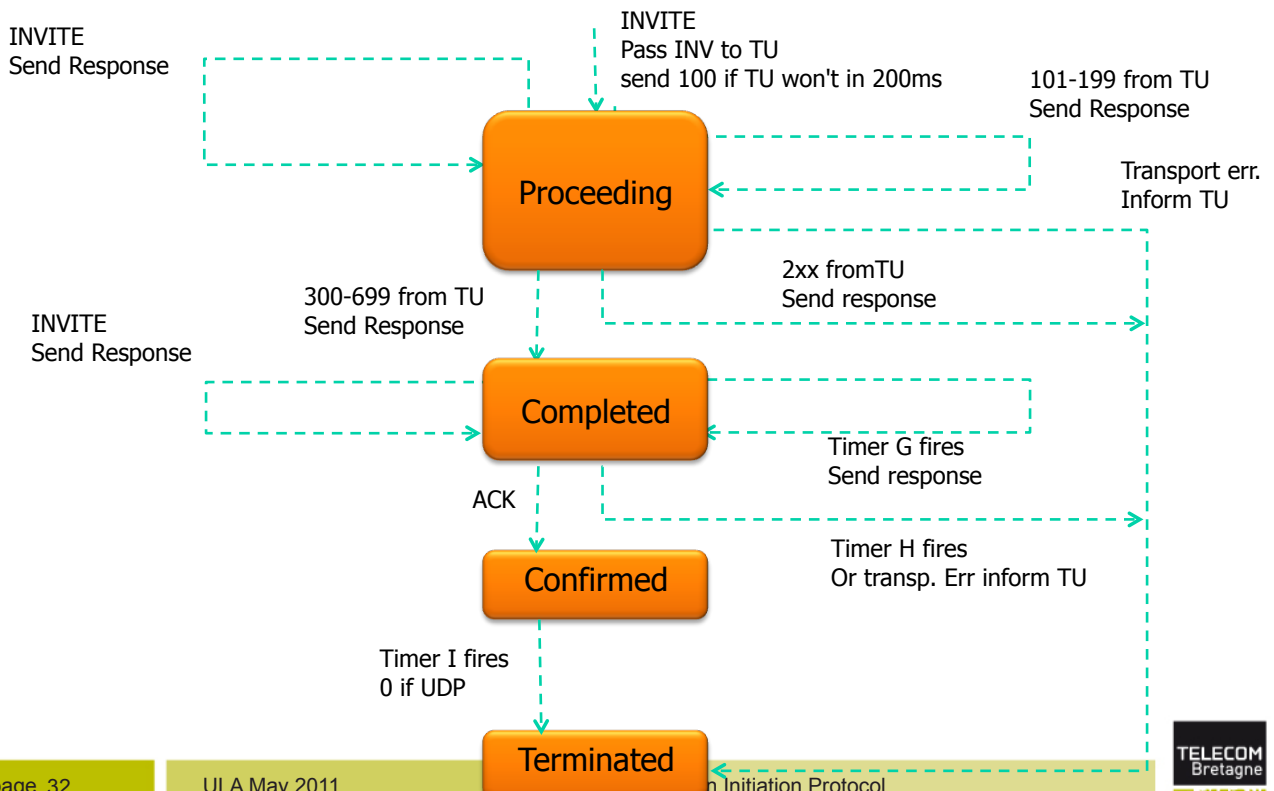 INVITE
Send Response
INVITE
Pass INV to TU
send 100 if TU won't in 200ms
101-199 from TU
Send Response
Transport err.
Inform TU
Proceeding
2xx fromTU
Send response
300-699 from TU
Send Response
INVITE
Send Response
Completed
Timer G fires
Send response
ACK
Timer H fires
Or transp. Err inform TU
Confirmed
Timer I fires
0 if UDP
Terminated
32
ULA May 2011
Initiation Protocol
TELECOM
Bretagne